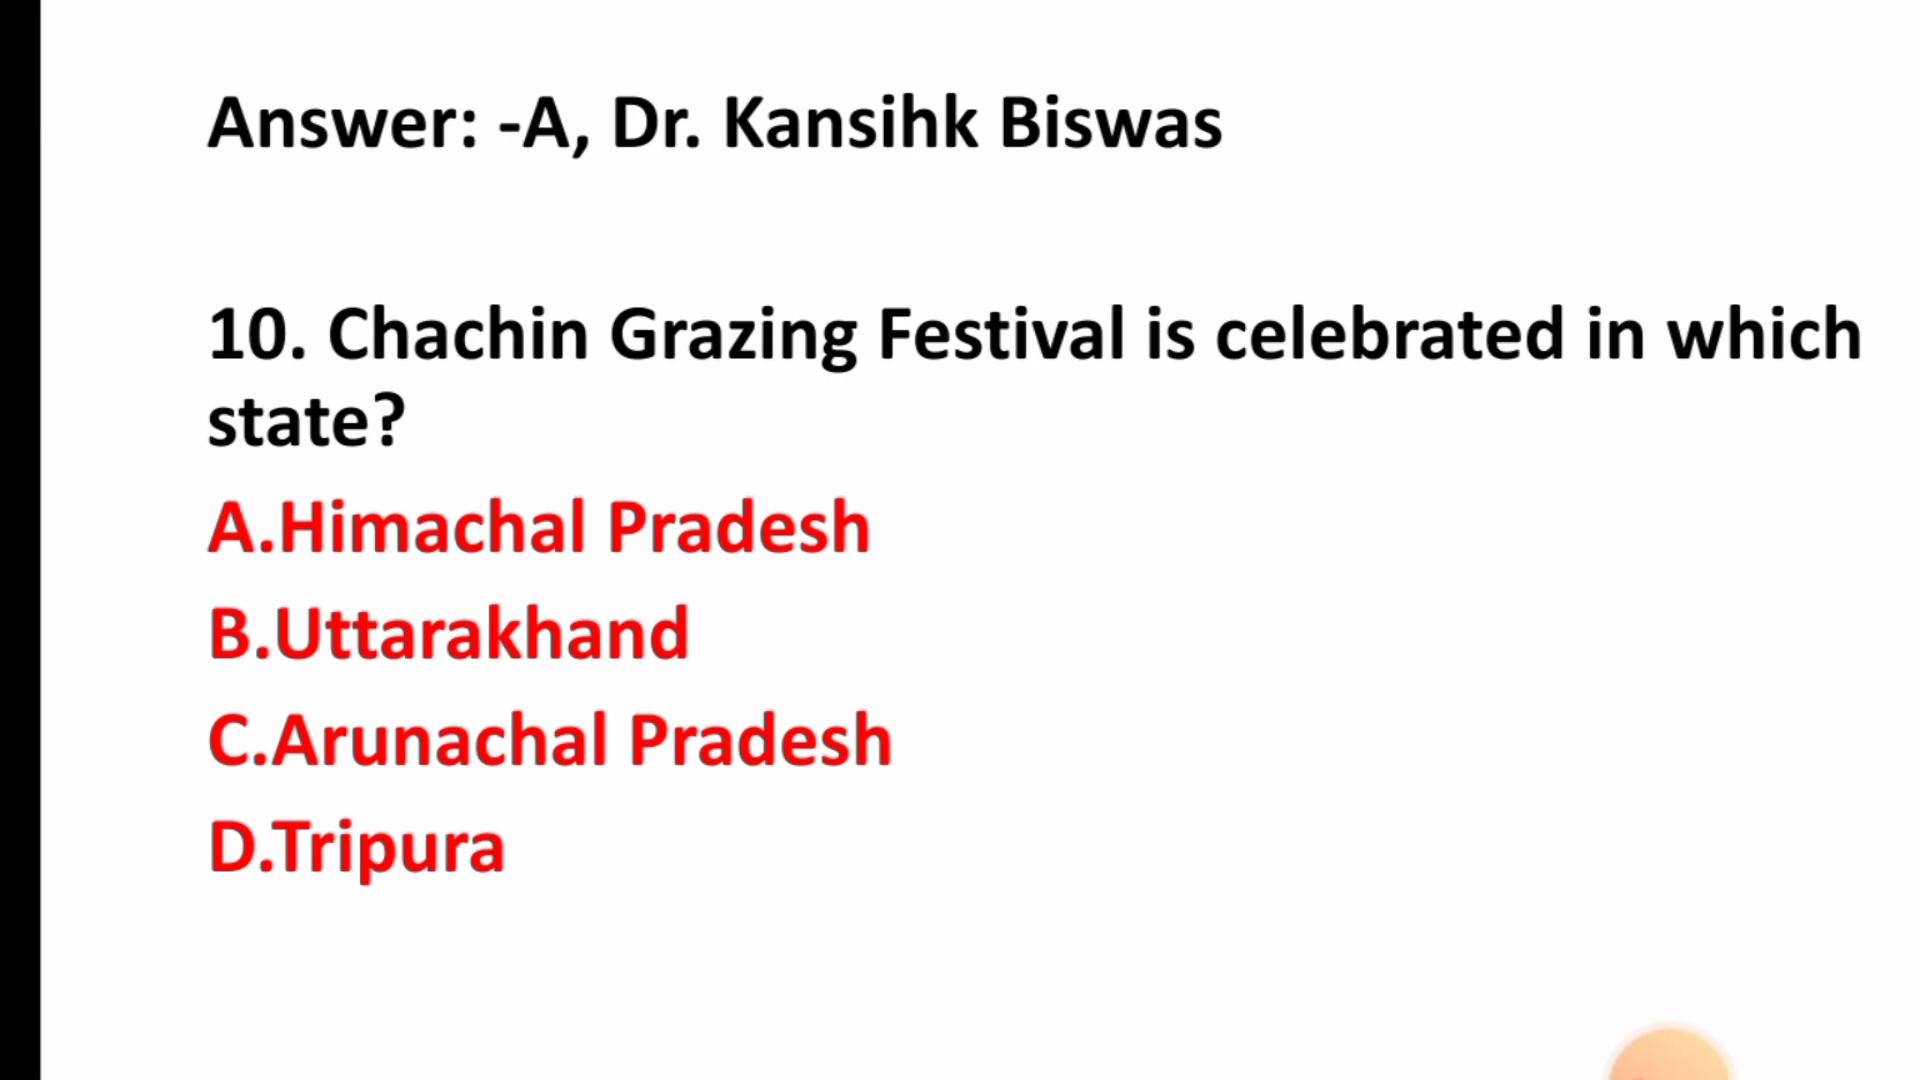 Answer: -A, Dr. Kansihk Biswas
10. Chachin Grazing Festival is celebrated in which
state?
A.Himachal Pradesh
B.Uttarakhand
C.Arunachal Pradesh
D.Tripura